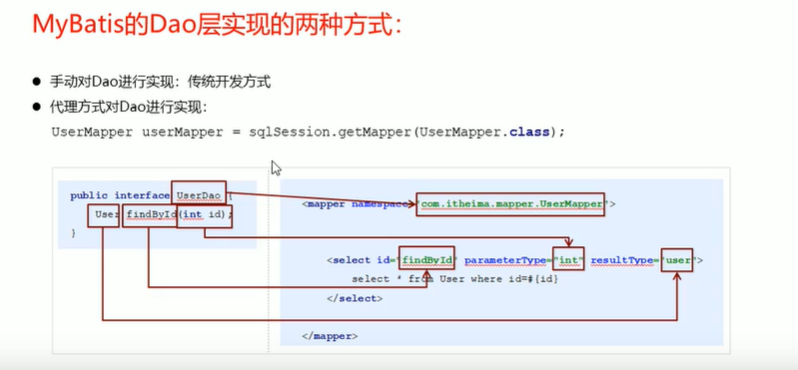 MyBatis的Dao层实现的两种方式：
● 手动对Dao进行实现：传统开发方式
● 代理方式对Dao进行实现：
UserMapper userMapper = sqlSession.getMapper(UserMapper.class);
public interface UserDao {
User findById(int id);
}
<mapper namespace="com.itheima.mapper.UserMapper">
<select id="findById" parameterType="int" resultType="user">
select * from User where id=#{id}
</select>
</mapper>